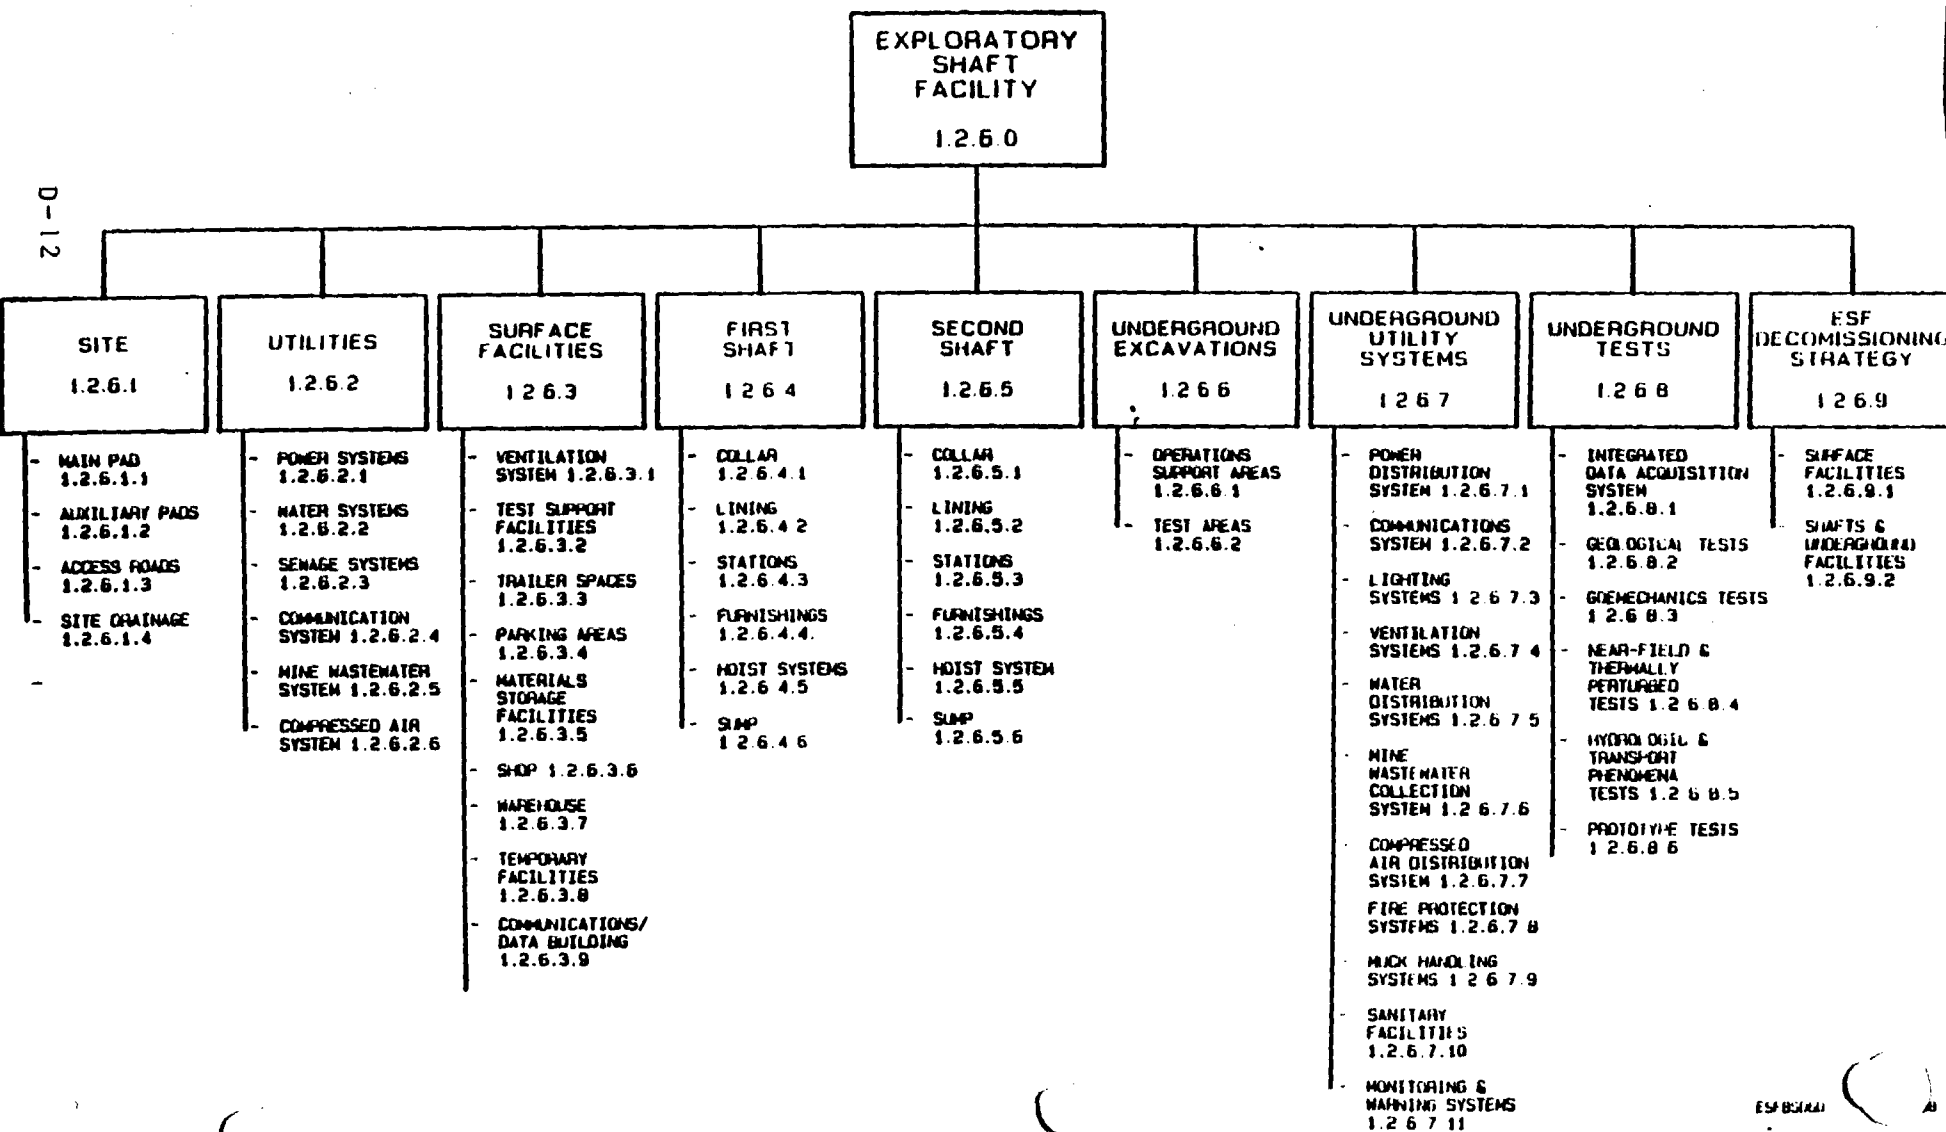 EXPLORATORY
SHAFT
FACILITY
1.2.6.0
D-12
SITE
1.2.6.1
- MAIN PAD
1.2.6.1.1
- AUXILIARY PADS
1.2.6.1.2
- ACCESS ROADS
1.2.6.1.3
- SITE DRAINAGE
1.2.6.1.4
UTILITIES
1.2.6.2
- POWER SYSTEMS
1.2.6.2.1
- WATER SYSTEMS
1.2.6.2.2
- SEWAGE SYSTEMS
1.2.6.2.3
- COMMUNICATION
SYSTEM 1.2.6.2.4
- MINE WASTEWATER
SYSTEM 1.2.6.2.5
- COMPRESSED AIR
SYSTEM 1.2.6.2.6
SURFACE
FACILITIES
1 2 6.3
- VENTILATION
SYSTEM 1.2.6.3.1
- TEST SUPPORT
FACILITIES
1.2.6.3.2
- TRAILER SPACES
1.2.6.3.3
- PARKING AREAS
1.2.6.3.4
- MATERIALS
STORAGE
FACILITIES
1.2.6.3.5
- SHOP 1.2.6.3.6
- WAREHOUSE
1.2.6.3.7
- TEMPORARY
FACILITIES
1.2.6.3.8
- COMMUNICATIONS/
DATA BUILDING
1.2.6.3.9
FIRST
SHAFT
1 2 6 4
- COLLAR
1.2.6.4.1
- LINING
1.2.6.4 2
- STATIONS
1.2.6.4.3
- FURNISHINGS
1.2.6.4.4.
- HOIST SYSTEMS
1.2.6 4.5
- SUMP
1 2.6.4 6
SECOND
SHAFT
1.2.6.5
- COLLAR
1.2.6.5.1
- LINING
1.2.6.5.2
- STATIONS
1.2.6.5.3
- FURNISHINGS
1.2.6.5.4
- HOIST SYSTEM
1.2.6.5.5
- SUMP
1.2.6.5.6
UNDERGROUND
EXCAVATIONS
1.2 6 6
- OPERATIONS
SUPPORT AREAS
1.2.6.6.1
- TEST AREAS
1.2.6.6.2
UNDERGROUND
UTILITY
SYSTEMS
1 2 6 7
- POWER
DISTRIBUTION
SYSTEM 1.2.6.7.1
- COMMUNICATIONS
SYSTEM 1.2.6.7.2
- LIGHTING
SYSTEMS 1 2.6 7.3
- VENTILATION
SYSTEMS 1.2.6.7 4
- WATER
DISTRIBUTION
SYSTEMS 1.2.6 7 5
- MINE
WASTEWATER
COLLECTION
SYSTEM 1.2 6.7.6
COMPRESSED
AIR DISTRIBUTION
SYSTEM 1.2.6.7.7
FIRE PROTECTION
SYSTEMS 1.2.6.7 8
MUCK HANDLING
SYSTEMS 1 2 6 7.9
- SANITARY
FACILITIES
1.2.6.7.10
- MONITORING &
WARNING SYSTEMS
1.2 6 7 11
UNDERGROUND
TESTS
1.2 6 8
- INTEGRATED
DATA ACQUISITION
SYSTEM
1.2.6.8.1
- GEOLOGICAL TESTS
1.2.6.8.2
- GOEMECHANICS TESTS
1 2.6 8.3
- NEAR-FIELD &
THERMALLY
PERTURBED
TESTS 1.2 6.8.4
- HYDROLOGIC &
TRANSPORT
PHENOMENA
TESTS 1.2 6 8.5
- PROTOTYPE TESTS
1 2.6.8 6
ESF
DECOMISSIONING
STRATEGY
1 2 6.9
- SURFACE
FACILITIES
1.2.6.9.1
- SHAFTS &
UNDERGROUND
FACILITIES
1.2.6.9.2